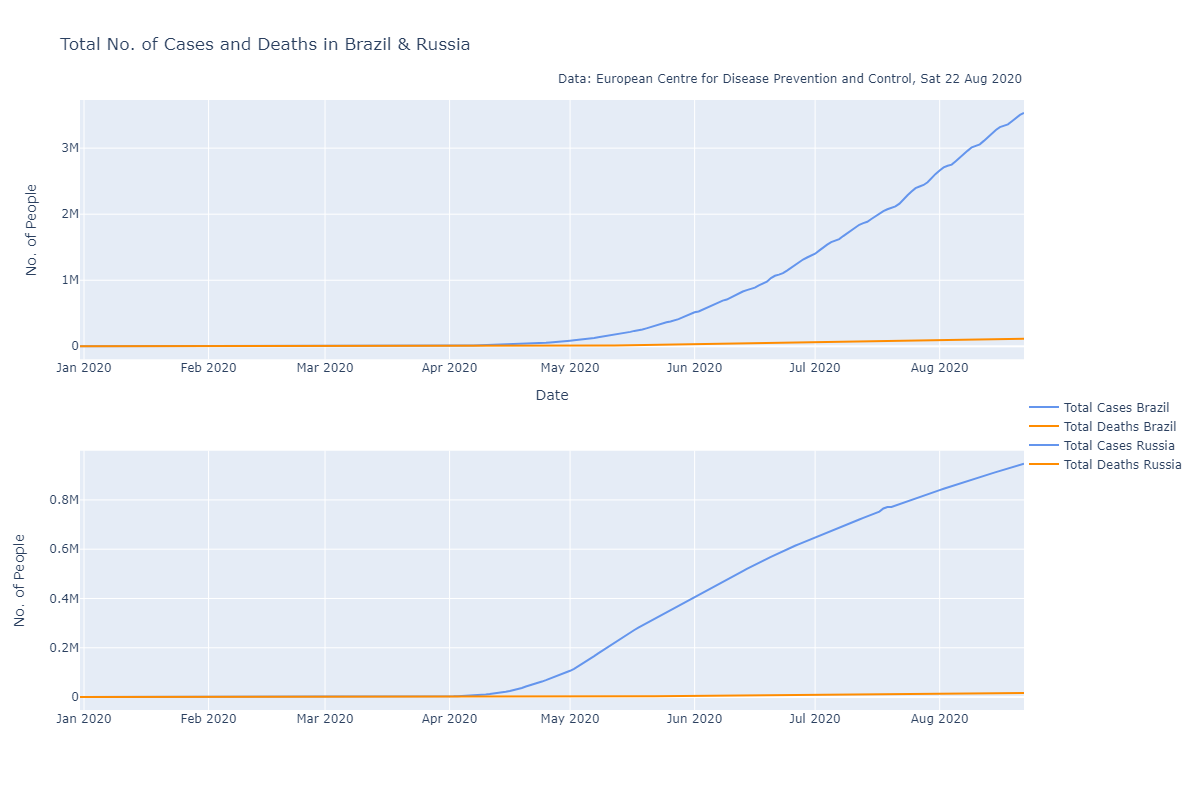 Total No. of Cases and Deaths in Brazil & Russia
Data: European Centre for Disease Prevention and Control, Sat 22 Aug 2020
No. of People
3M
2M
1M
0
Jan 2020 Feb 2020 Mar 2020 Apr 2020 May 2020 Jun 2020 Jul 2020 Aug 2020
Date
Total Cases Brazil
Total Deaths Brazil
Total Cases Russia
Total Deaths Russia
No. of People
0.8M
0.6M
0.4M
0.2M
0
Jan 2020 Feb 2020 Mar 2020 Apr 2020 May 2020 Jun 2020 Jul 2020 Aug 2020